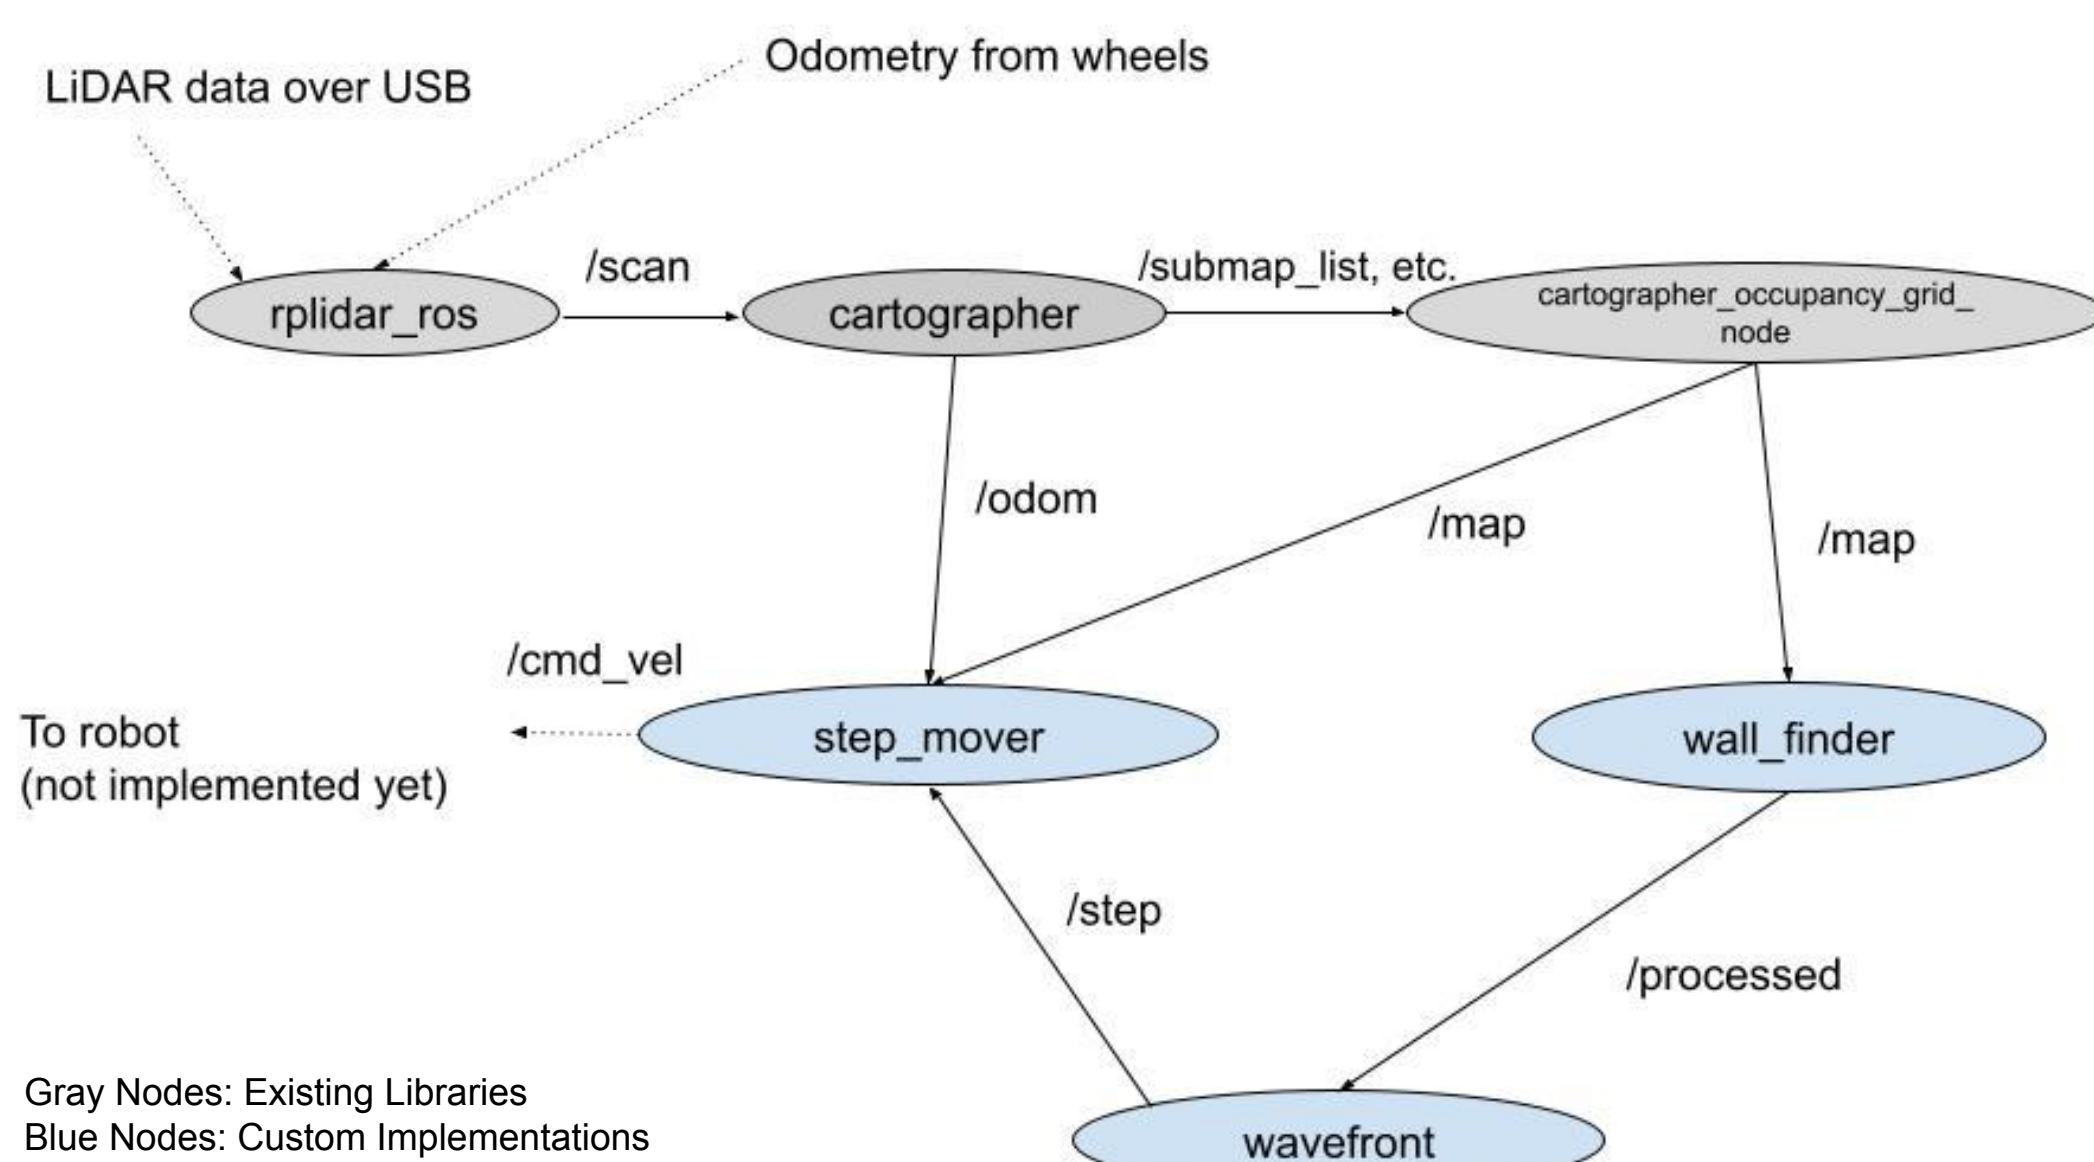 Odometry from wheels
LiDAR data over USB
/scan
/submap_list, etc.
rplidar_ros
cartographer
cartographer_occupancy_grid_
node
/odom
/map
/map
/cmd_vel
To robot
(not implemented yet)
step_mover
wall_finder
/step
/processed
Gray Nodes: Existing Libraries
Blue Nodes: Custom Implementations
wavefront